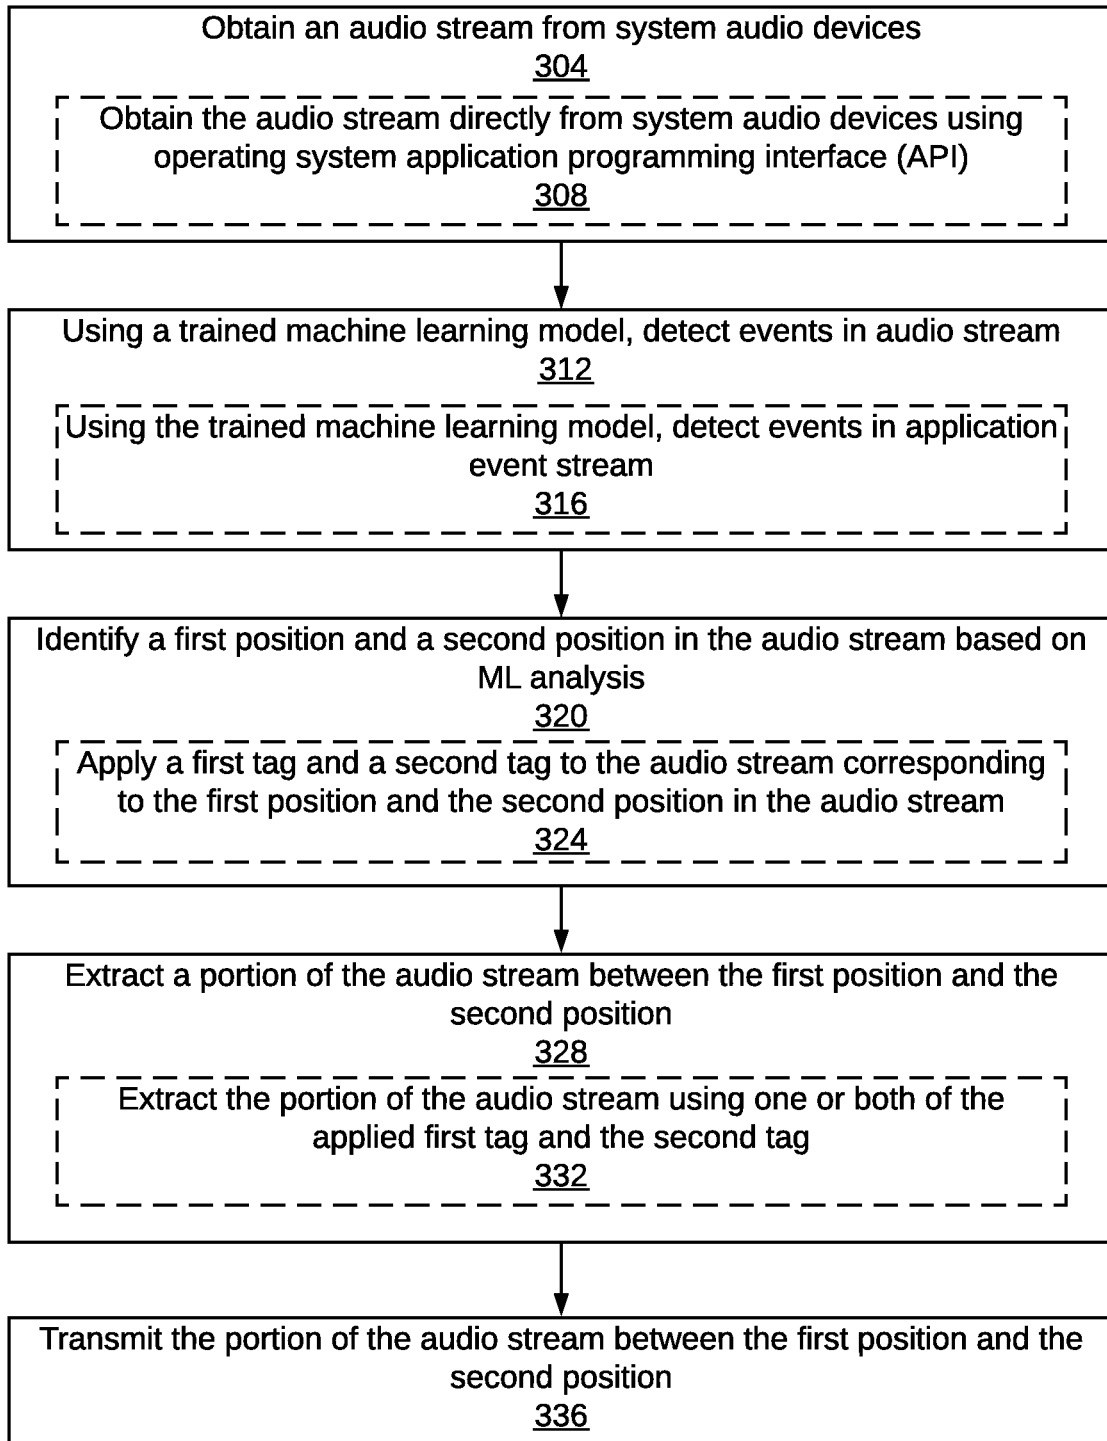 Obtain an audio stream from system audio devices
304
Obtain the audio stream directly from system audio devices using
operating system application programming interface (API)
308
Using a trained machine learning model, detect events in audio stream
312
Using the trained machine learning model, detect events in application
event stream
316
Identify a first position and a second position in the audio stream based on
ML analysis
320
Apply a first tag and a second tag to the audio stream corresponding
to the first position and the second position in the audio stream
324
Extract a portion of the audio stream between the first position and the
second position
328
Extract the portion of the audio stream using one or both of the
applied first tag and the second tag
332
Transmit the portion of the audio stream between the first position and the
second position
336